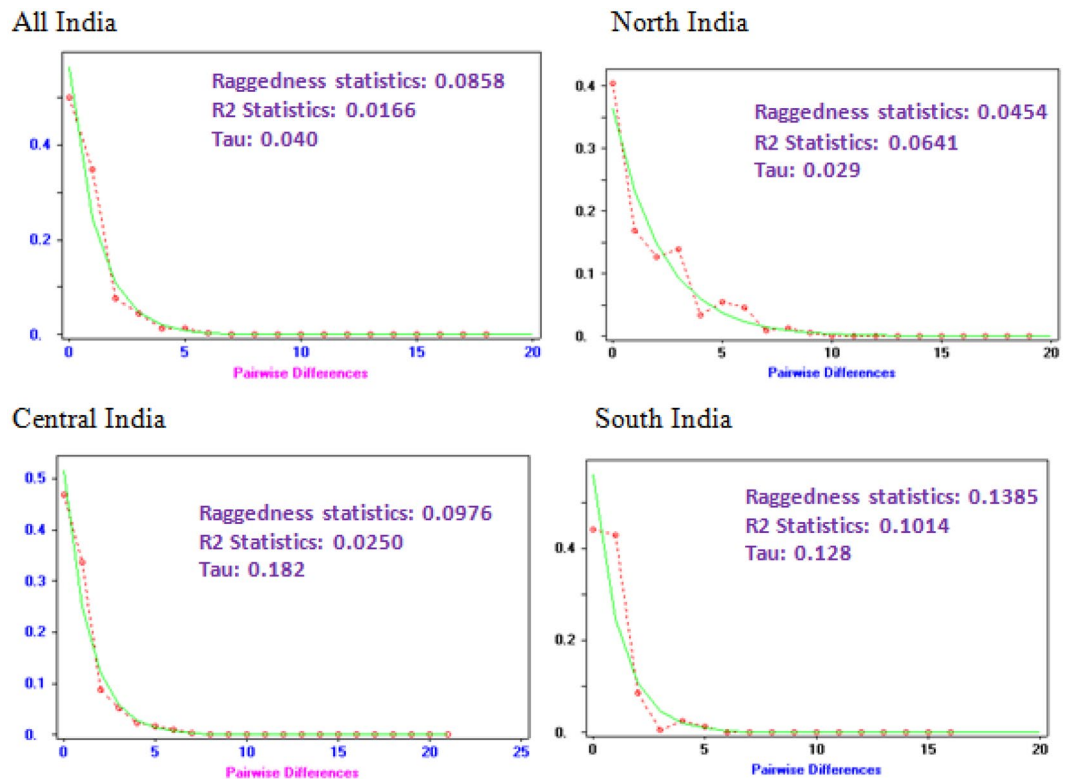 All India
Raggedness statistics: 0.0858
R2 Statistics: 0.0166
Tau: 0.040
0.4
0.2
0.
0 5 10 15 20
Pairwise Differences
North India
Raggedness statistics: 0.0454
R2 Statistics: 0.0641
Tau: 0.029
0.4
0.3
0.2
0.1
0.
0 5 10 15 20
Pairwise Differences
Central India
Raggedness statistics: 0.0976
R2 Statistics: 0.0250
Tau: 0.182
0.5
0.4
0.3
0.2
0.1
0.
0 5 10 15 20 25
Pairwise Differences
South India
Raggedness statistics: 0.1385
R2 Statistics: 0.1014
Tau: 0.128
0.4
0.2
0.
0 5 10 15 20
Pairwise Differences